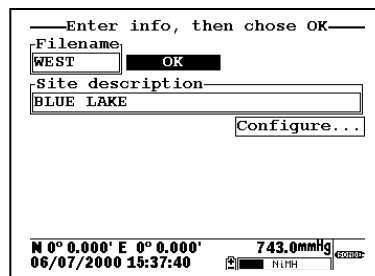 Enter info, then chose OK
Filename
WEST OK
Site description
BLUE LAKE
Configure...
N 0° 0.000' E 0° 0.000' 743.0mmHg
06/07/2000 15:37:40 NiMH